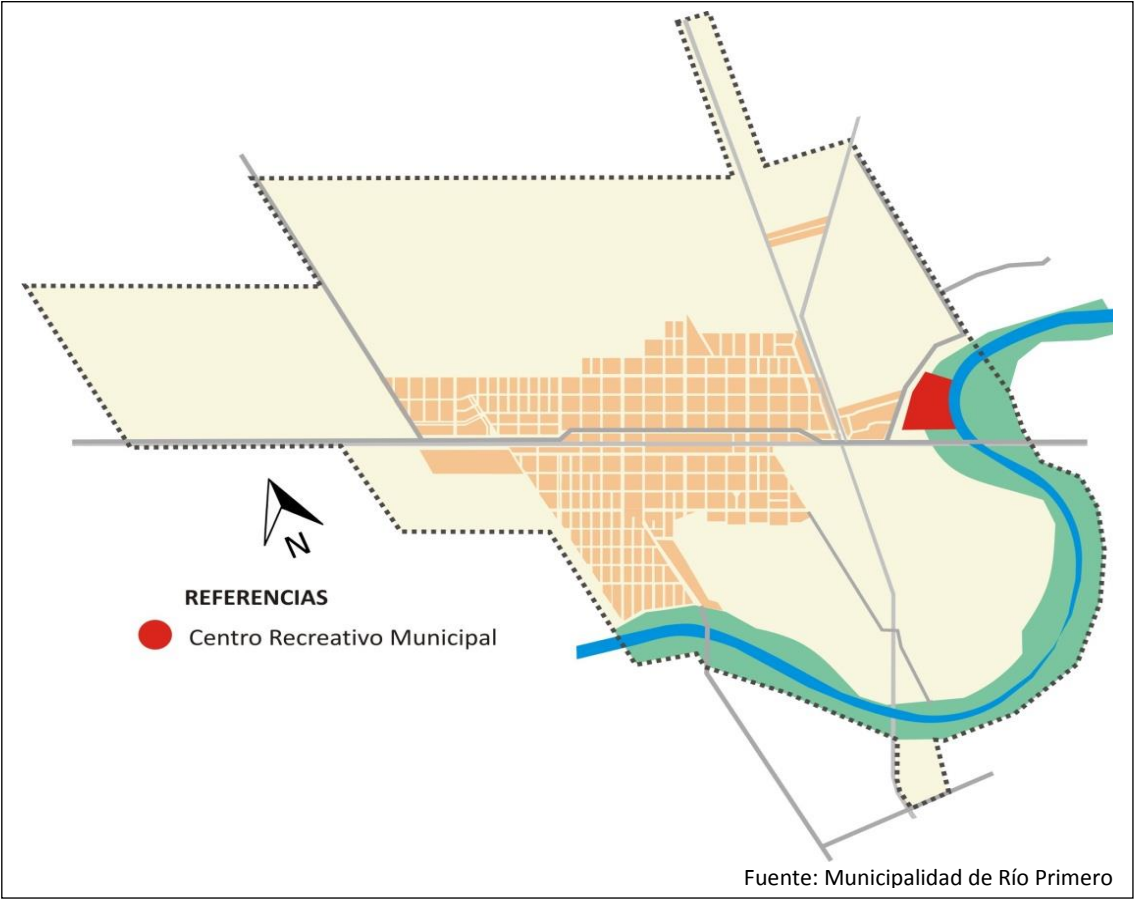 N
REFERENCIAS
Centro Recreativo Municipal
Fuente: Municipalidad de Río Primero